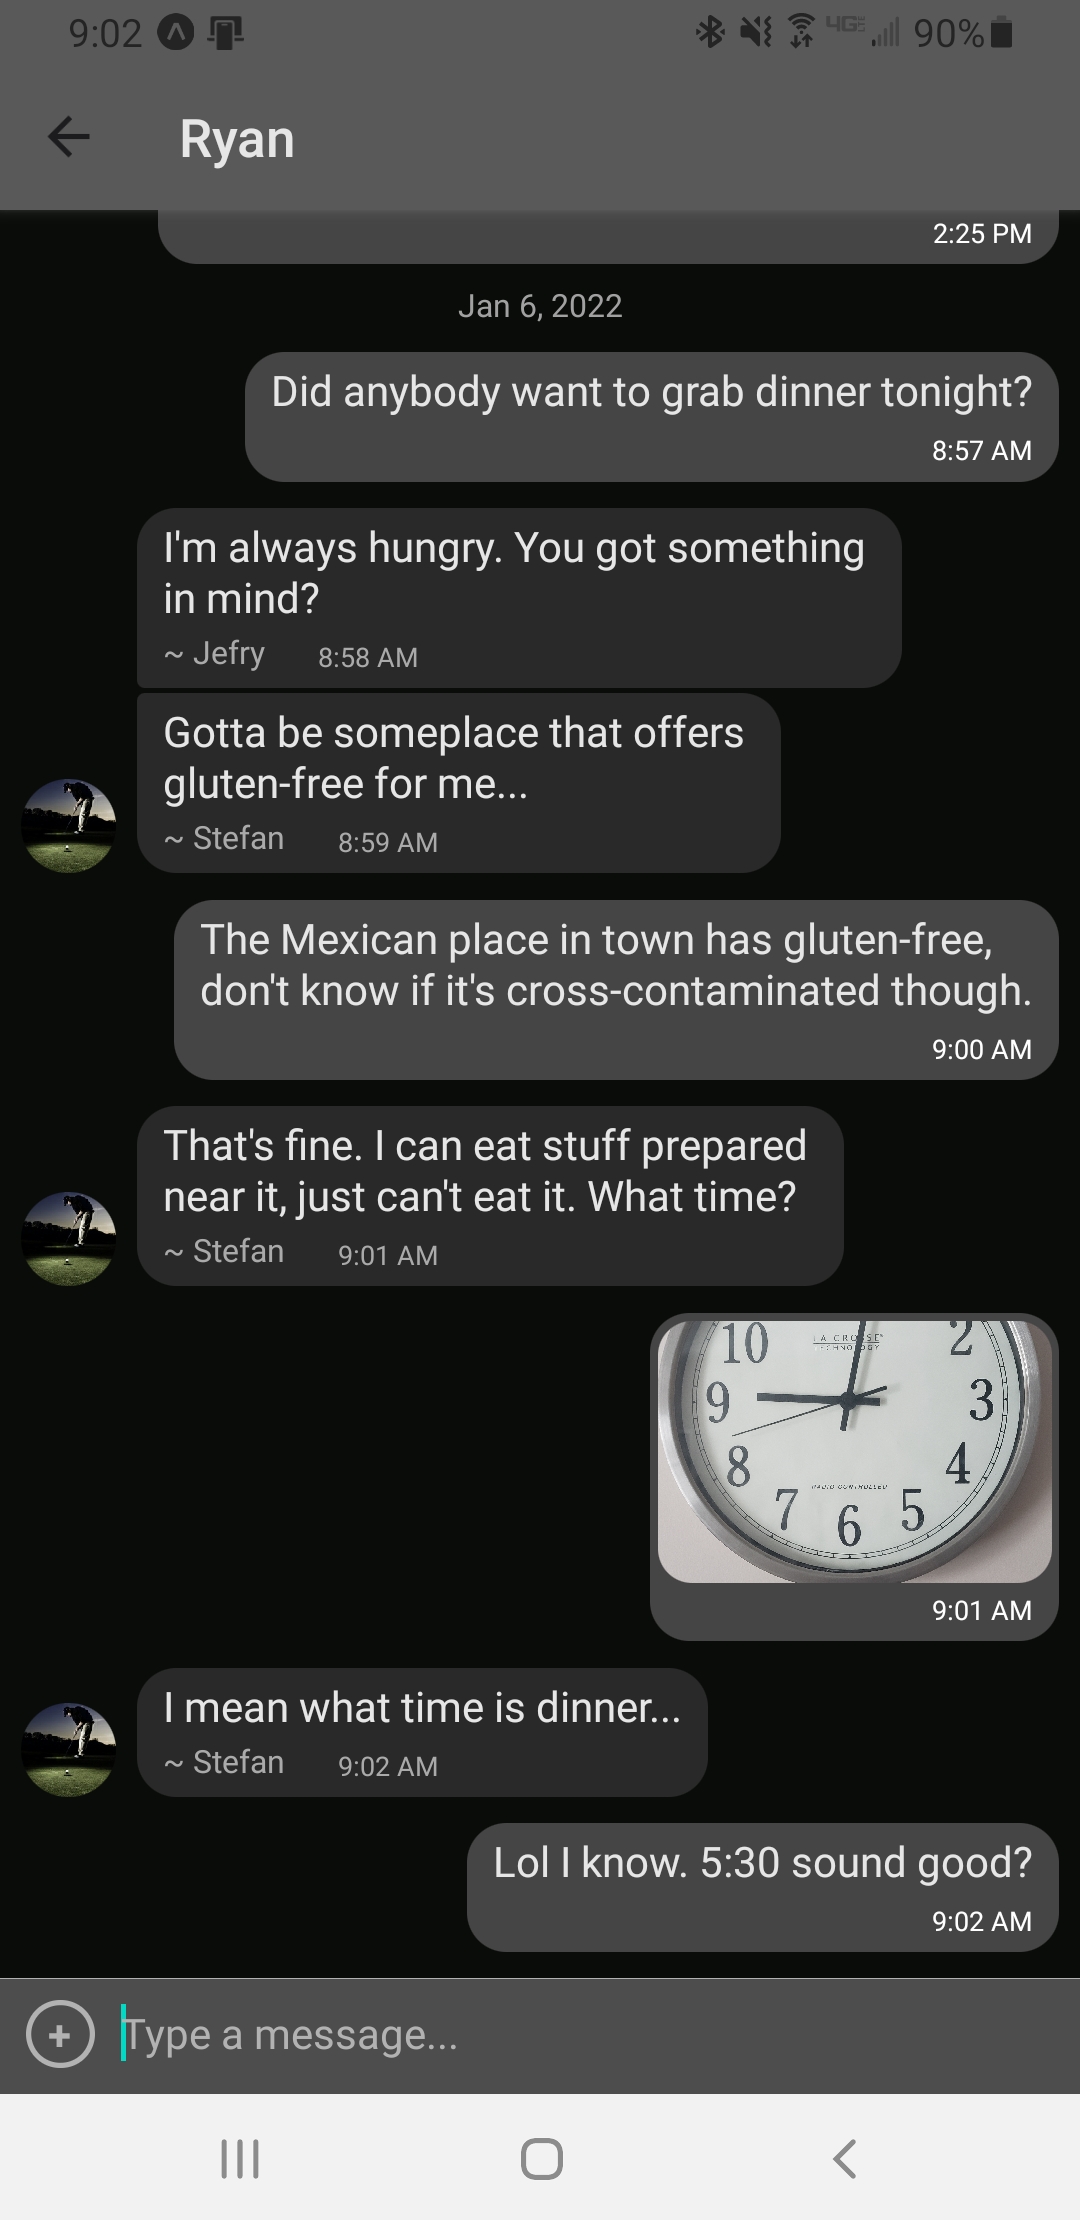 9:02
4G LTE
90%
Ryan
2:25 PM
Jan 6, 2022
Did anybody want to grab dinner tonight?
8:57 AM
I'm always hungry. You got something
in mind?
~ Jefry 8:58 AM
Gotta be someplace that offers
gluten-free for me...
~ Stefan 8:59 AM
The Mexican place in town has gluten-free,
don't know if it's cross-contaminated though.
9:00 AM
That's fine. I can eat stuff prepared
near it, just can't eat it. What time?
~ Stefan 9:01 AM
10
LA CROSSE
TECHNOLOGY
2
9
3
8
4
RADIO CONTROLLED
7
6
5
9:01 AM
I mean what time is dinner...
~ Stefan 9:02 AM
Lol I know. 5:30 sound good?
9:02 AM
Type a message...